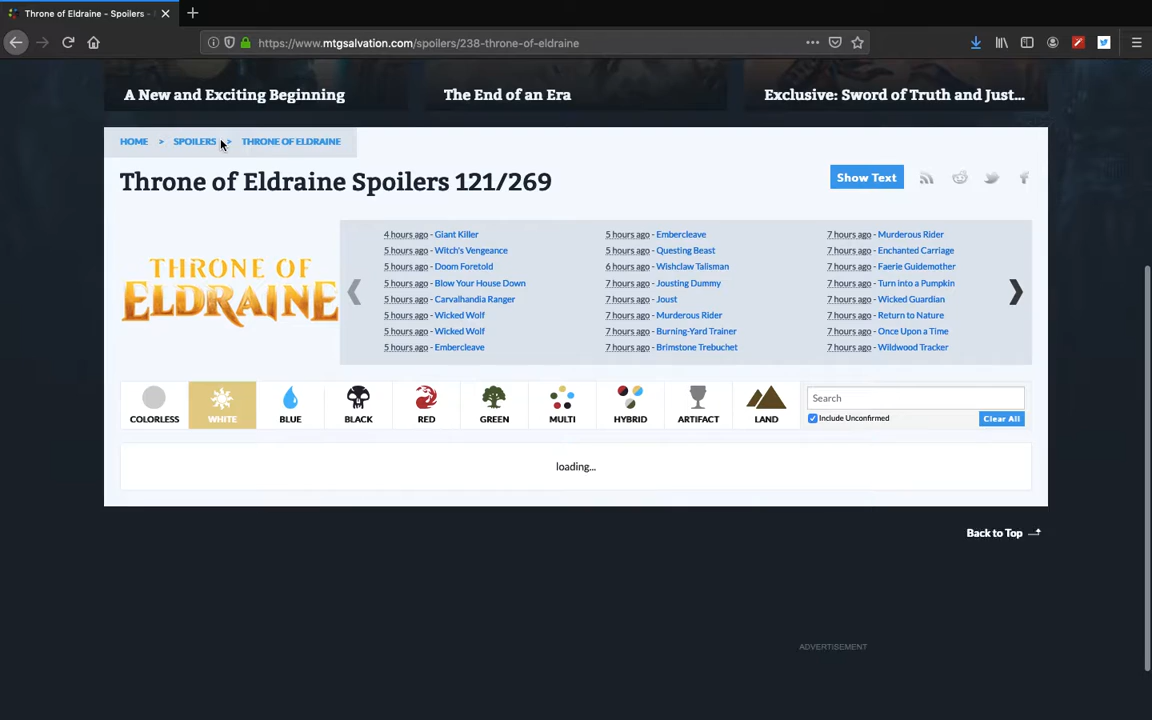 Throne of Eldraine - Spoilers -
https://www.mtgsalvation.com/spoilers/238-throne-of-eldraine
A New and Exciting Beginning
The End of an Era
Exclusive: Sword of Truth and Just...
HOME > SPOILERS > THRONE OF ELDRAINE
Throne of Eldraine Spoilers 121/269
Show Text
THRONE OF
ELDRAINE
4 hours ago - Giant Killer
5 hours ago - Witch's Vengeance
5 hours ago - Doom Foretold
5 hours ago - Blow Your House Down
5 hours ago - Carvalhandia Ranger
5 hours ago - Wicked Wolf
5 hours ago - Wicked Wolf
5 hours ago - Embercleave
5 hours ago - Embercleave
5 hours ago - Questing Beast
6 hours ago - Wishclaw Talisman
7 hours ago - Jousting Dummy
7 hours ago - Joust
7 hours ago - Murderous Rider
7 hours ago - Burning-Yard Trainer
7 hours ago - Brimstone Trebuchet
7 hours ago - Murderous Rider
7 hours ago - Enchanted Carriage
7 hours ago - Faerie Guidemother
7 hours ago - Turn into a Pumpkin
7 hours ago - Wicked Guardian
7 hours ago - Return to Nature
7 hours ago - Once Upon a Time
7 hours ago - Wildwood Tracker
COLORLESS
WHITE
BLUE
BLACK
RED
GREEN
MULTI
HYBRID
ARTIFACT
LAND
Search
Include Unconfirmed
Clear All
loading...
Back to Top
ADVERTISEMENT